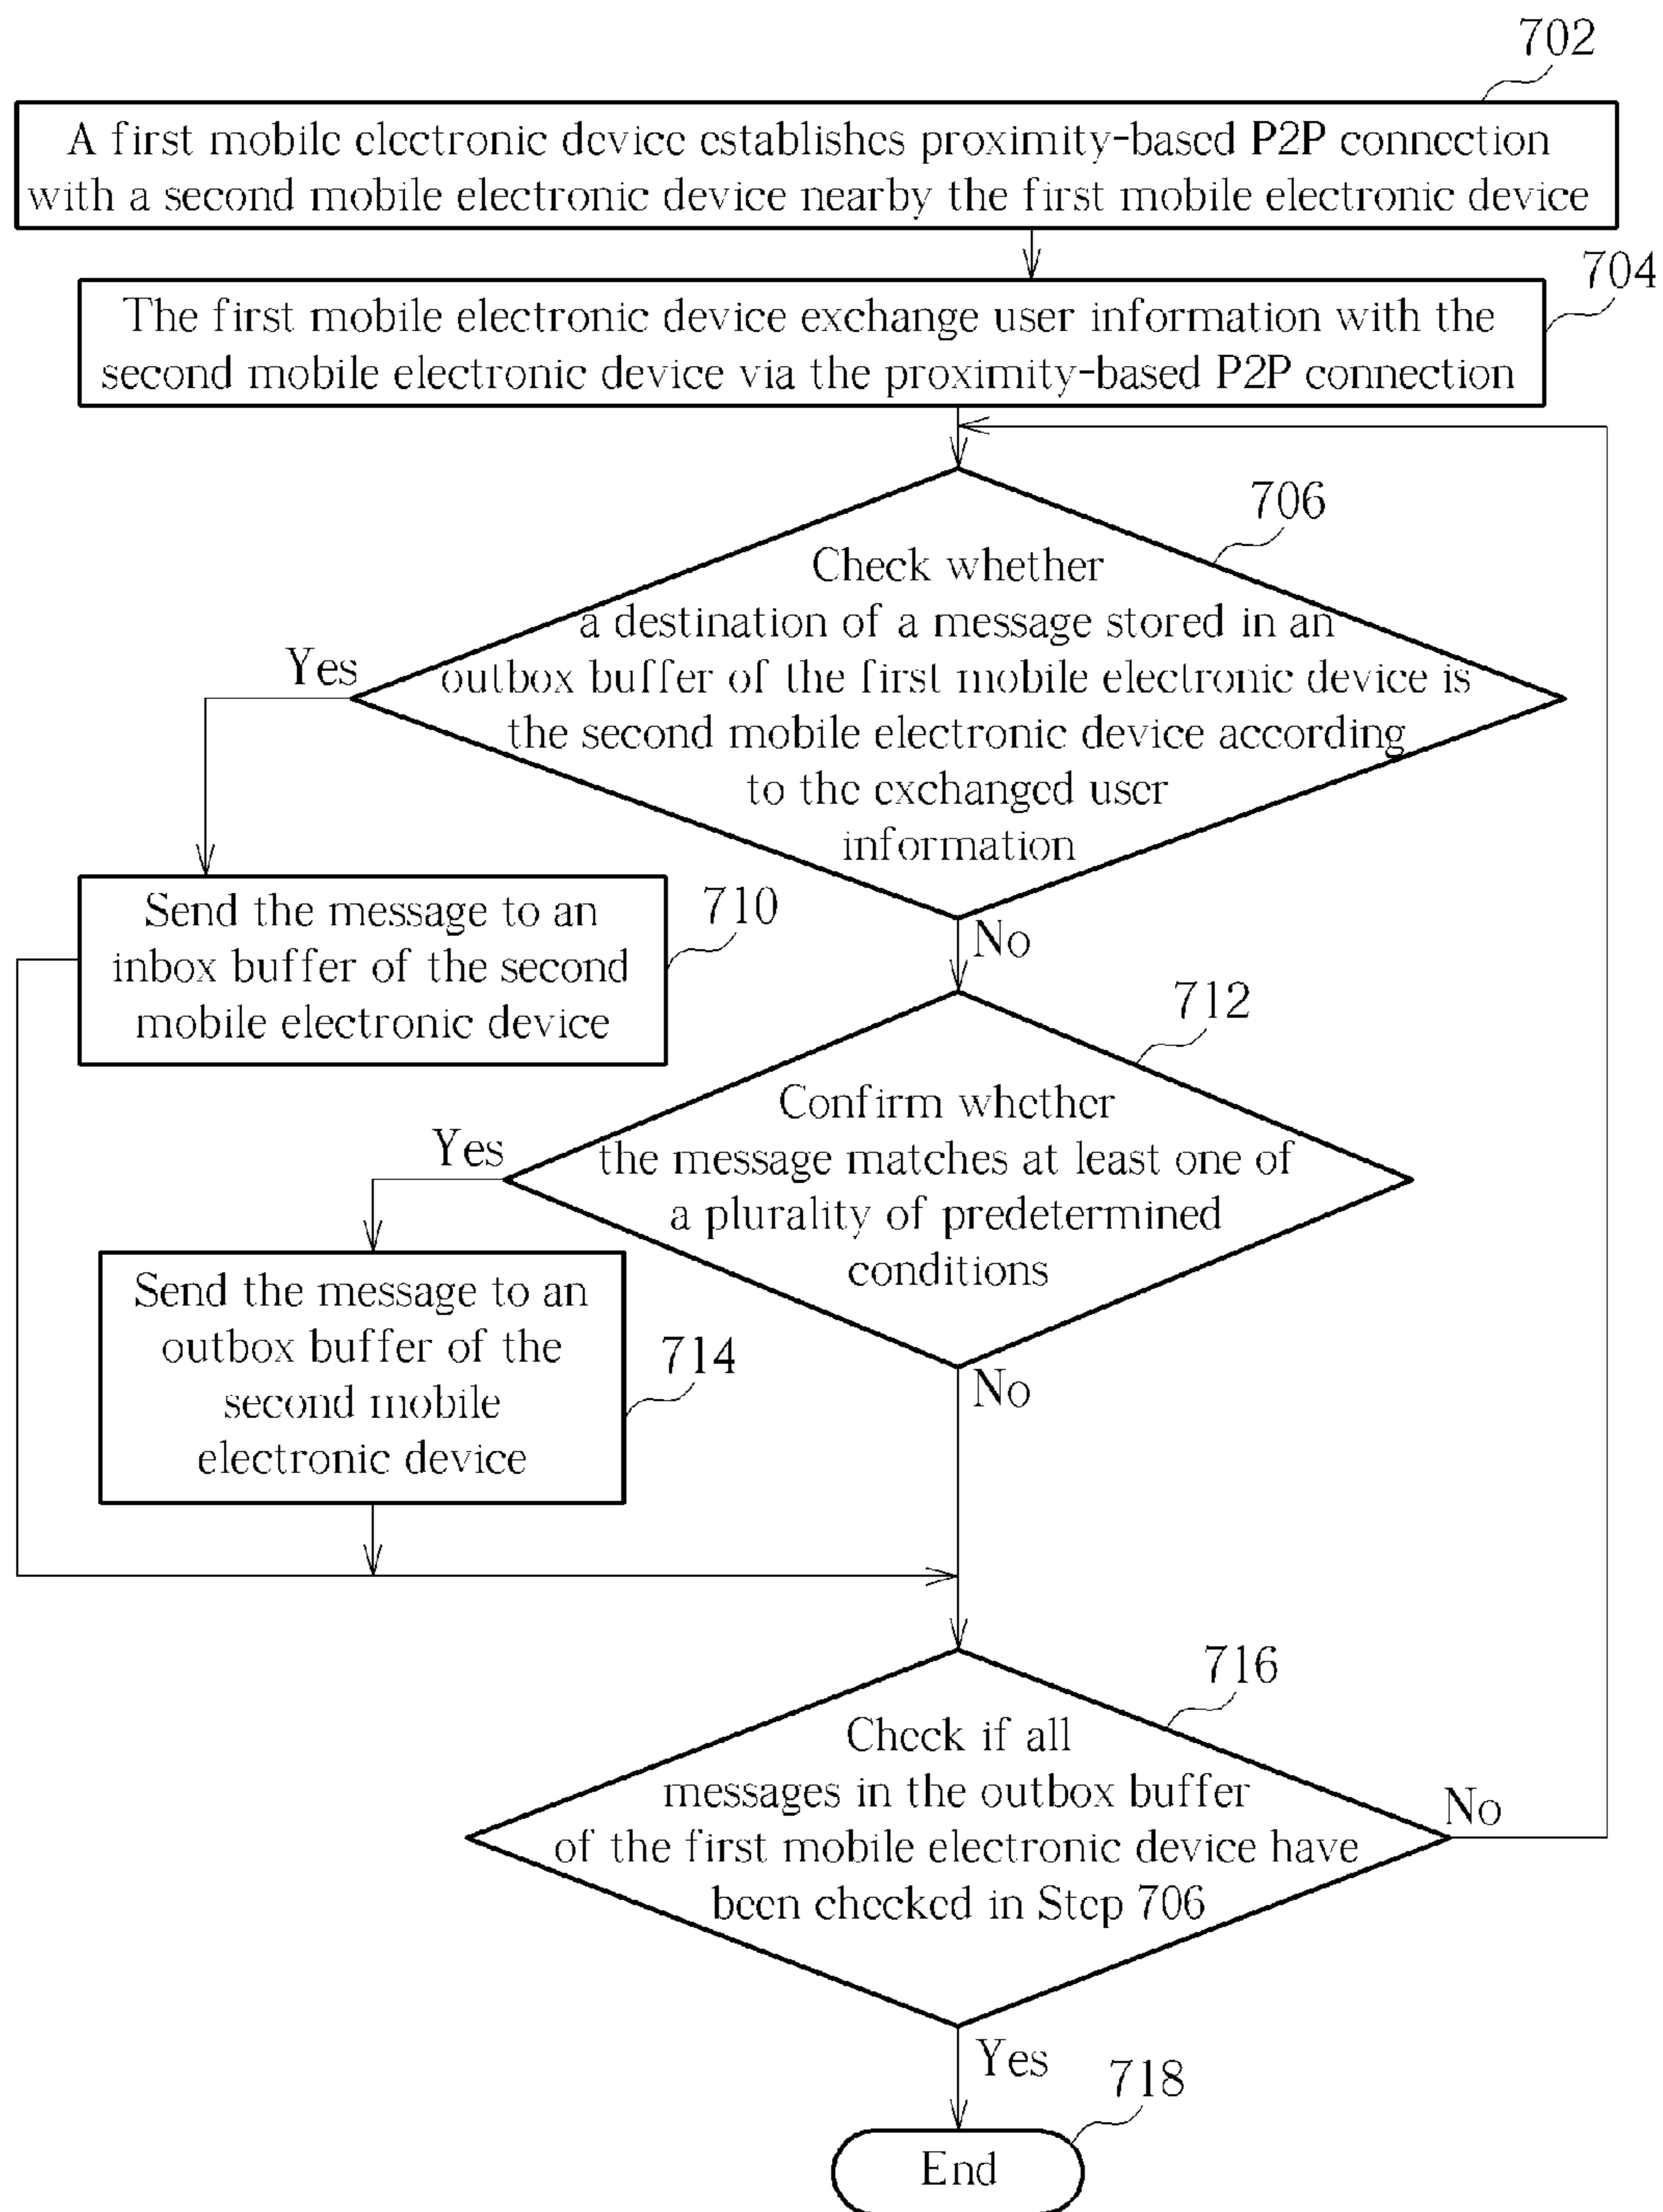 702
A first mobile electronic device establishes proximity-based P2P connection
with a second mobile electronic device nearby the first mobile electronic device
704
The first mobile electronic device exchange user information with the
second mobile electronic device via the proximity-based P2P connection
706
Check whether
a destination of a message stored in an
outbox buffer of the first mobile electronic device is
the second mobile electronic device according
to the exchanged user
information
Yes
No
710
Send the message to an
inbox buffer of the second
mobile electronic device
712
Confirm whether
the message matches at least one of
a plurality of predetermined
conditions
Yes
No
714
Send the message to an
outbox buffer of the
second mobile
electronic device
716
Check if all
messages in the outbox buffer
of the first mobile electronic device have
been checked in Step 706
No
Yes
718
End